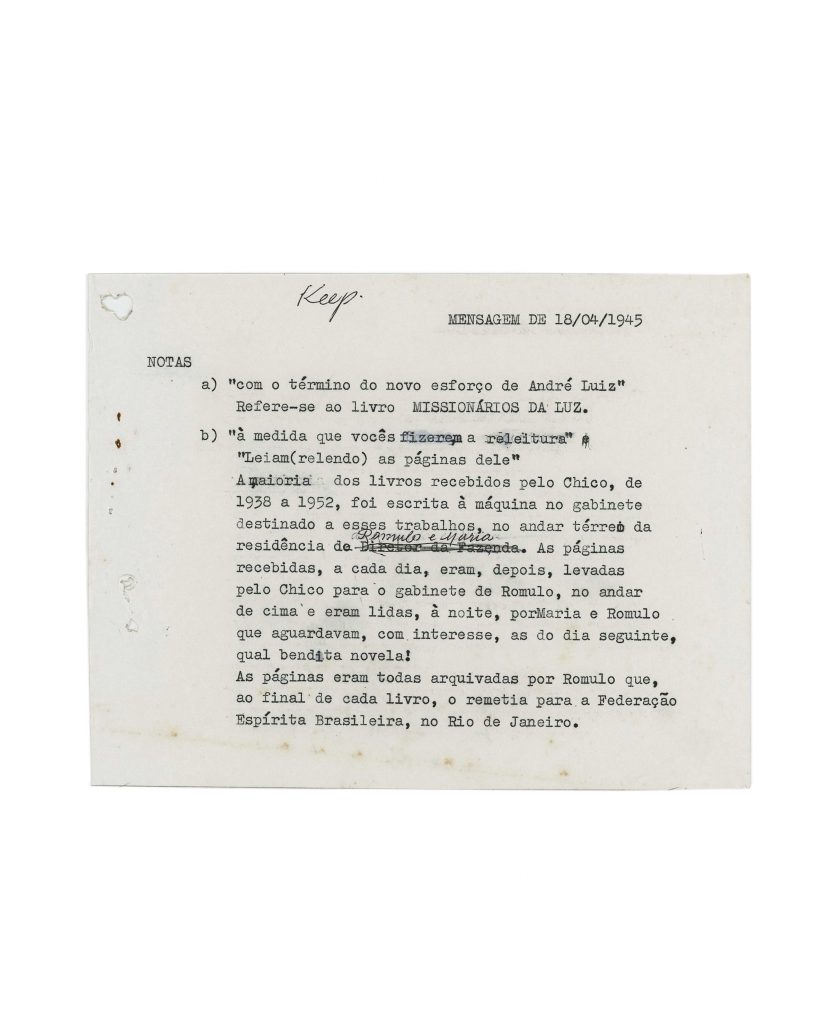 Keep.
MENSAGEM DE 18/04/1945
NOTAS
a) "com o término do novo esforço de André Luiz"
Refere-se ao livro MISSIONÁRIOS DA LUZ.
b) "à medida que vocês fizerem a releitura" e
"Leiam(relendo) as páginas dele"
A maioria dos livros recebidos pelo Chico, de
1938 a 1952, foi escrita à máquina no gabinete
destinado a esses trabalhos, no andar térreo da
Romulo e Maria
residência de Diretor da Fazenda. As páginas
recebidas, a cada dia, eram, depois, levadas
pelo Chico para o gabinete de Romulo, no andar
de cima e eram lidas, à noite, porMaria e Romulo
que aguardavam, com interesse, as do dia seguinte,
qual bendita novela!
As páginas eram todas arquivadas por Romulo que,
ao final de cada livro, o remetia para a Federação
Espírita Brasileira, no Rio de Janeiro.